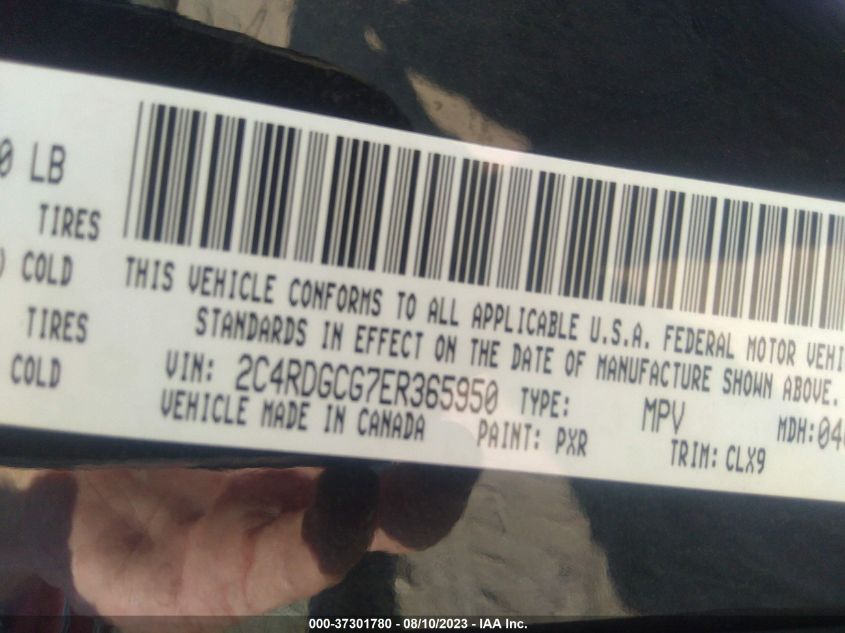 0 LB
TIRES
) COLD
TIRES
COLD
THIS VEHICLE CONFORMS TO ALL APPLICABLE U.S.A. FEDERAL MOTOR VEHI
STANDARDS IN EFFECT ON THE DATE OF MANUFACTURE SHOWN ABOVE.
VIN: 2C4RDGCG7ER365950 TYPE: MPV MDH:04
VEHICLE MADE IN CANADA PAINT: PXR TRIM: CLX9
000-37301780 - 08/10/2023 - IAA Inc.